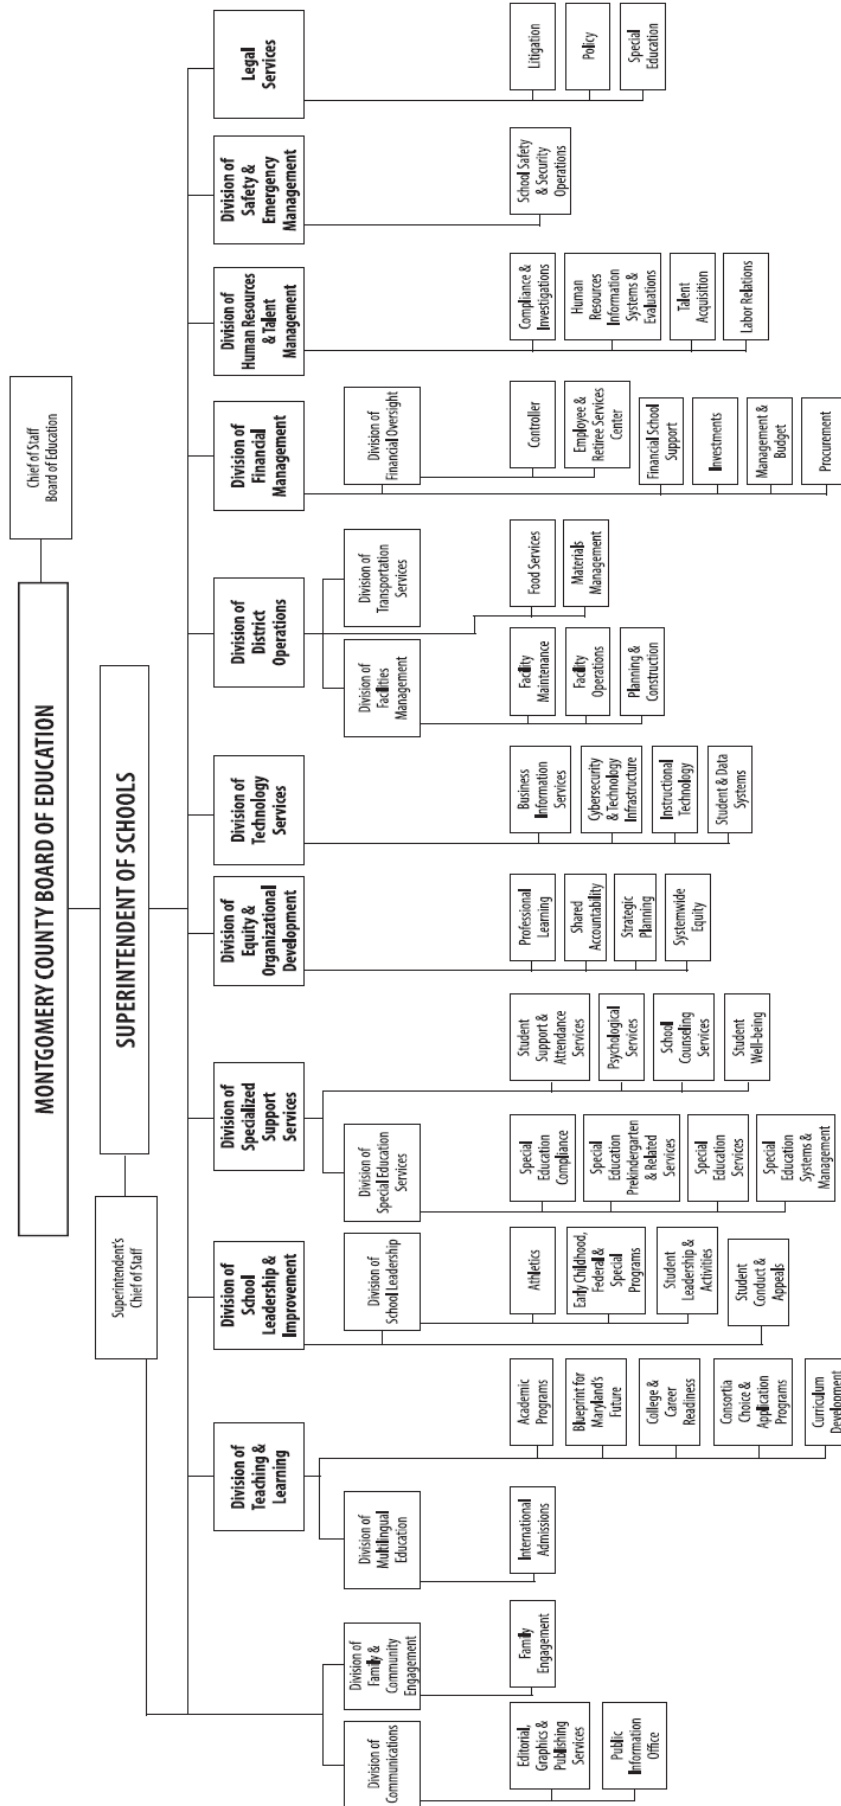 MONTGOMERY COUNTY BOARD OF EDUCATION
Chief of Staff
Board of Education
SUPERINTENDENT OF SCHOOLS
Superintendent's
Chief of Staff
Division of
Communications
Editorial,
Graphics &
Publishing
Services
Public
Information
Office
Division of
Family &
Community
Engagement
Family
Engagement
Division of
Teaching &
Learning
Division of
Multilingual
Education
International
Admissions
Academic
Programs
Blueprint for
Maryland's
Future
College &
Career
Readiness
Consortia
Choice &
Application
Programs
Curriculum
Development
Division of
School
Leadership &
Improvement
Division of
School Leadership
Athletics
Early Childhood,
Federal &
Special
Programs
Student
Leadership &
Activities
Student
Conduct &
Appeals
Division of
Specialized
Support
Services
Division of
Special Education
Services
Special
Education
Compliance
Special
Education
Prekindergarten
& Related
Services
Special
Education
Services
Special
Education
Systems &
Management
Student
Support &
Attendance
Services
Psychological
Services
School
Counseling
Services
Student
Well-being
Division of
Equity &
Organizational
Development
Professional
Learning
Shared
Accountability
Strategic
Planning
Systemwide
Equity
Division of
Technology
Services
Business
Information
Services
Cybersecurity
& Technology
Infrastructure
Instructional
Technology
Student & Data
Systems
Division of
District
Operations
Division of
Facilities
Management
Facility
Maintenance
Facility
Operations
Planning &
Construction
Division of
Transportation
Services
Food Services
Materials
Management
Division of
Financial
Management
Division of
Financial Oversight
Controller
Employee &
Retiree Services
Center
Financial School
Support
Investments
Management &
Budget
Procurement
Division of
Human Resources
& Talent
Management
Compliance &
Investigations
Human
Resources
Information
Systems &
Evaluations
Talent
Acquisition
Labor Relations
Division of
Safety &
Emergency
Management
School Safety
& Security
Operations
Legal
Services
Litigation
Policy
Special
Education